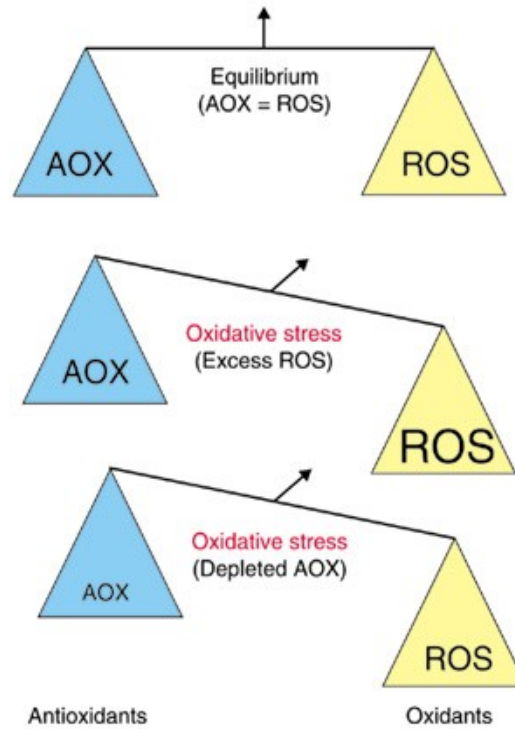 Equilibrium
(AOX = ROS)
AOX
ROS
Oxidative stress
(Excess ROS)
AOX
ROS
Oxidative stress
(Depleted AOX)
AOX
ROS
Antioxidants
Oxidants